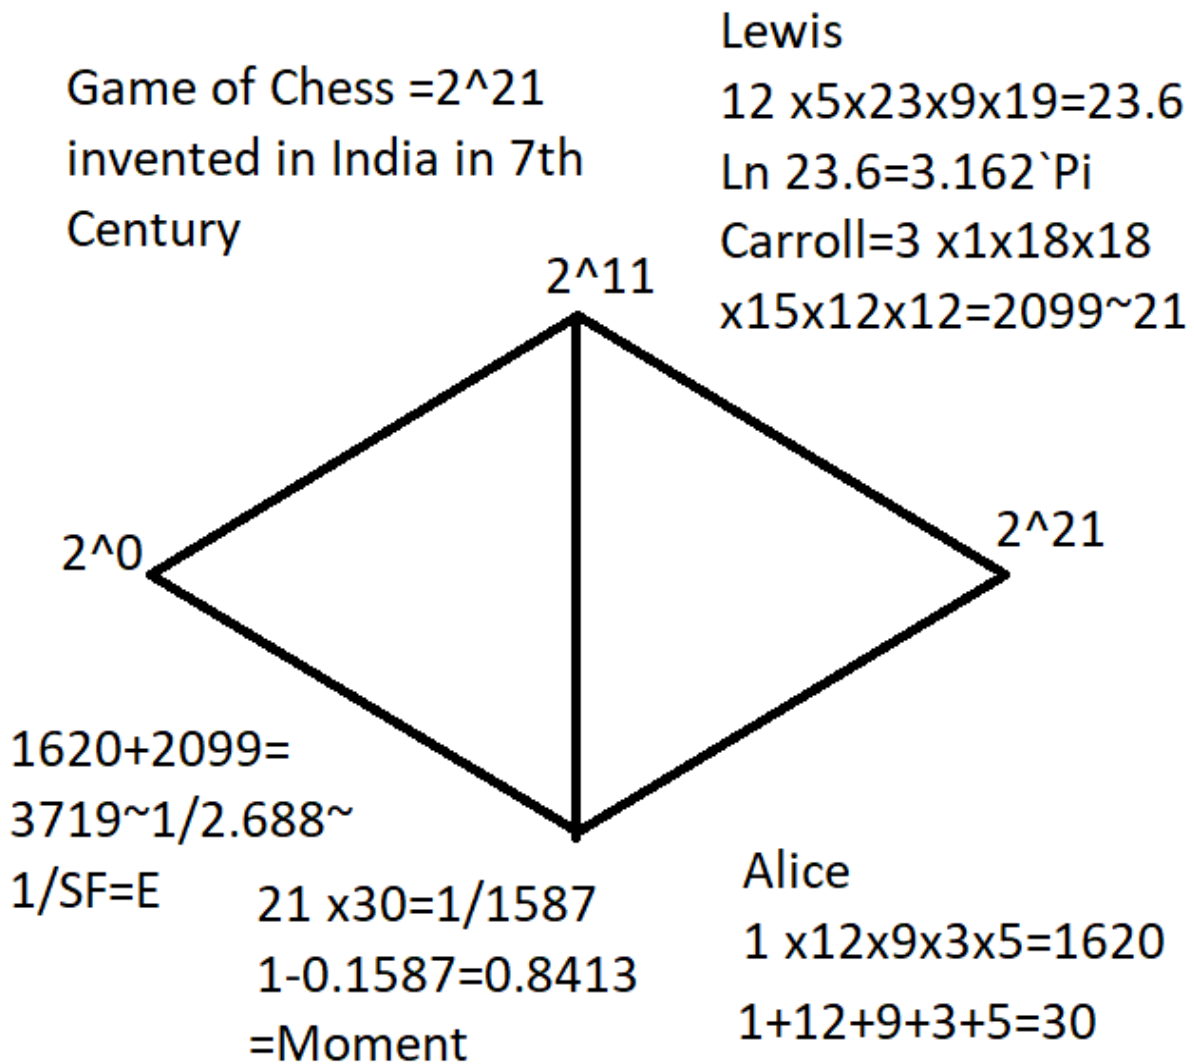 Game of Chess =2^21
invented in India in 7th
Century
Lewis
12 x5x23x9x19=23.6
Ln 23.6=3.162`Pi
Carroll=3 x1x18x18
x15x12x12=2099~21
2^11
2^0
2^21
1620+2099=
3719~1/2.688~
1/SF=E
21 x30=1/1587
1-0.1587=0.8413
=Moment
Alice
1 x12x9x3x5=1620
1+12+9+3+5=30